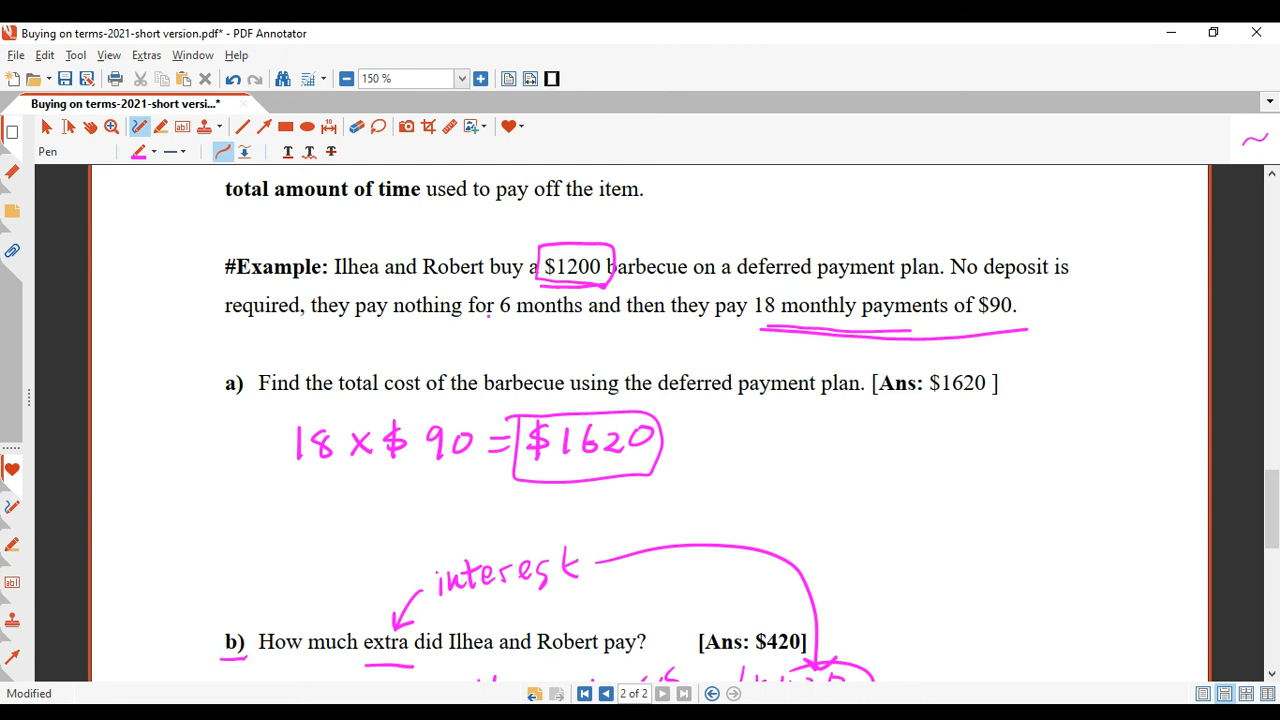 Buying on terms-2021-short version.pdf* - PDF Annotator
File Edit Tool View Extras Window Help
150 %
Buying on terms-2021-short versi...*
Pen
total amount of time used to pay off the item.
#Example: Ilhea and Robert buy a $1200 barbecue on a deferred payment plan. No deposit is
required, they pay nothing for 6 months and then they pay 18 monthly payments of $90.
a) Find the total cost of the barbecue using the deferred payment plan. [Ans: $1620 ]
18 x $ 90 = $1620
interest
b) How much extra did Ilhea and Robert pay? [Ans: $420]
Modified
2 of 2